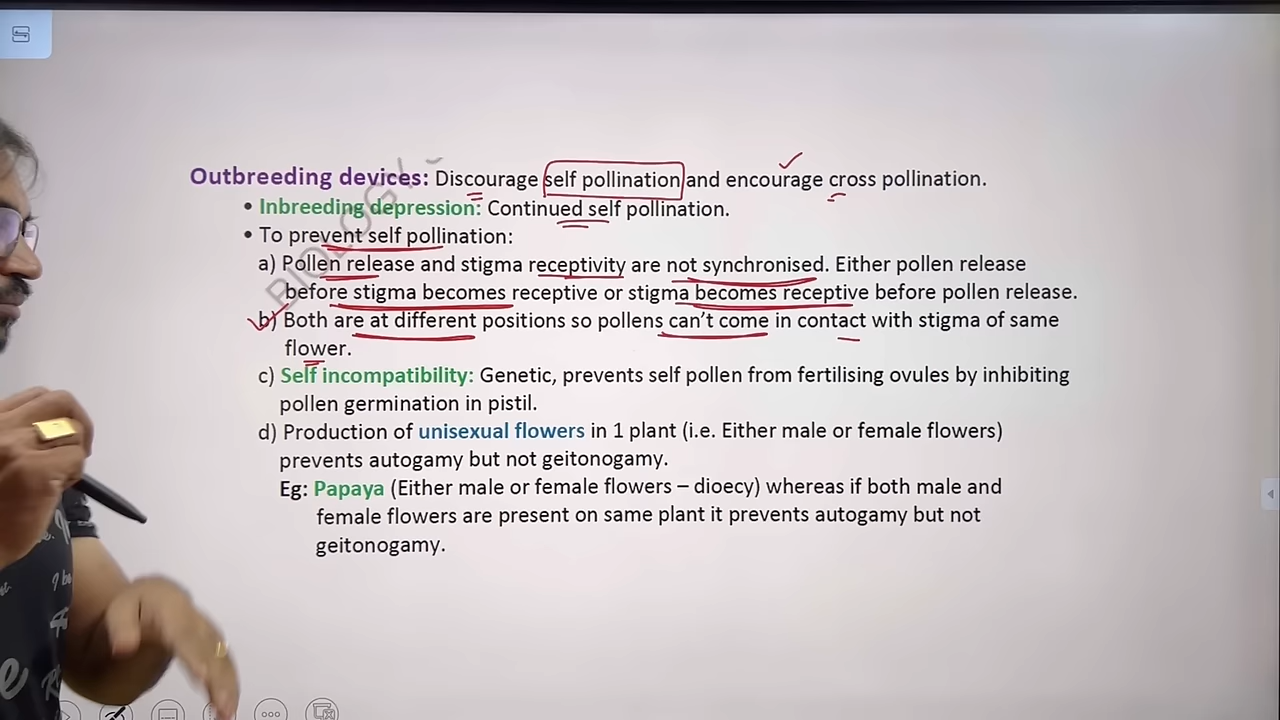 Outbreeding devices: Discourage self pollination and encourage cross pollination.
• Inbreeding depression: Continued self pollination.
• To prevent self pollination:
a) Pollen release and stigma receptivity are not synchronised. Either pollen release
before stigma becomes receptive or stigma becomes receptive before pollen release.
b) Both are at different positions so pollens can't come in contact with stigma of same
flower.
c) Self incompatibility: Genetic, prevents self pollen from fertilising ovules by inhibiting
pollen germination in pistil.
d) Production of unisexual flowers in 1 plant (i.e. Either male or female flowers)
prevents autogamy but not geitonogamy.
Eg: Papaya (Either male or female flowers – dioecy) whereas if both male and
female flowers are present on same plant it prevents autogamy but not
geitonogamy.